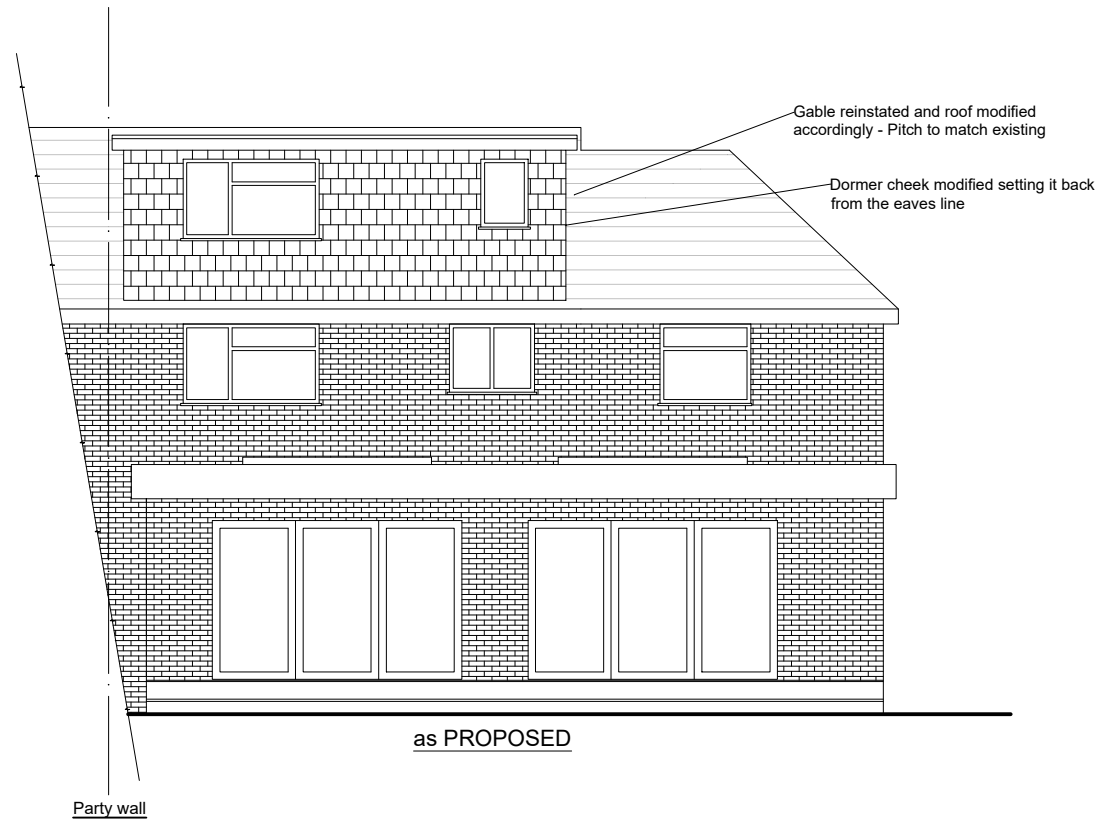 Gable reinstated and roof modified
accordingly - Pitch to match existing
Dormer cheek modified setting it back
from the eaves line
as PROPOSED
Party wall